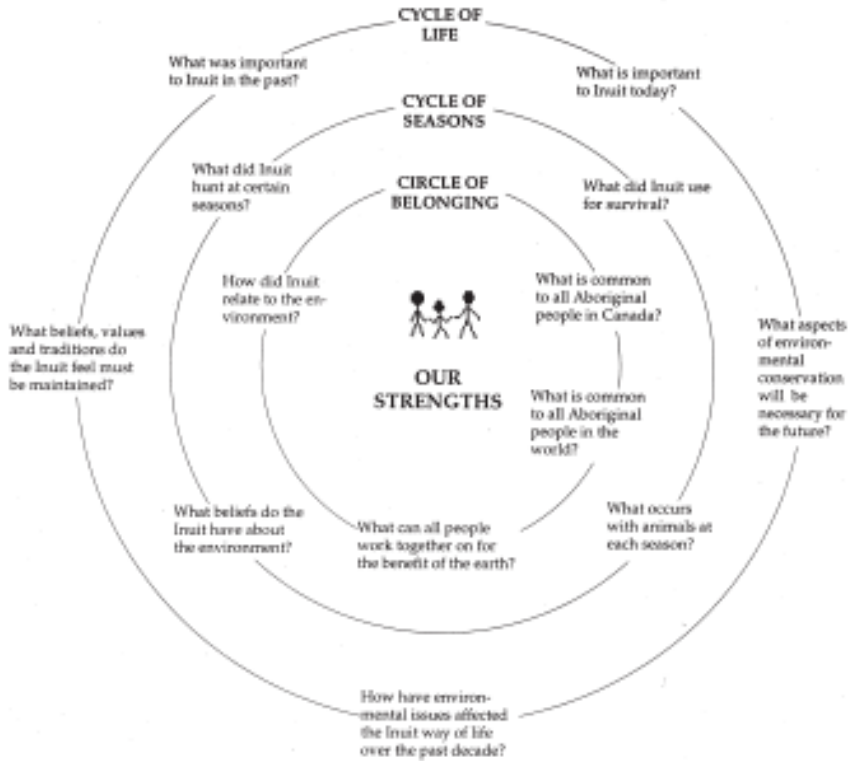 CYCLE OF
LIFE
What was important
to Inuit in the past?
What is important
to Inuit today?
CYCLE OF
SEASONS
What did Inuit
hunt at certain
seasons?
What did Inuit use
for survival?
CIRCLE OF
BELONGING
How did Inuit
relate to the en-
vironment?
What is common
to all Aboriginal
people in Canada?
What beliefs, values
and traditions do
the Inuit feel must
be maintained?
What aspects
of environ-
mental
conservation
will be
necessary for
the future?
OUR
STRENGTHS
What is common
to all Aboriginal
people in the
world?
What beliefs do the
Inuit have about
the environment?
What can all people
work together on for
the benefit of the earth?
What occurs
with animals at
each season?
How have environ-
mental issues affected
the Inuit way of life
over the past decade?